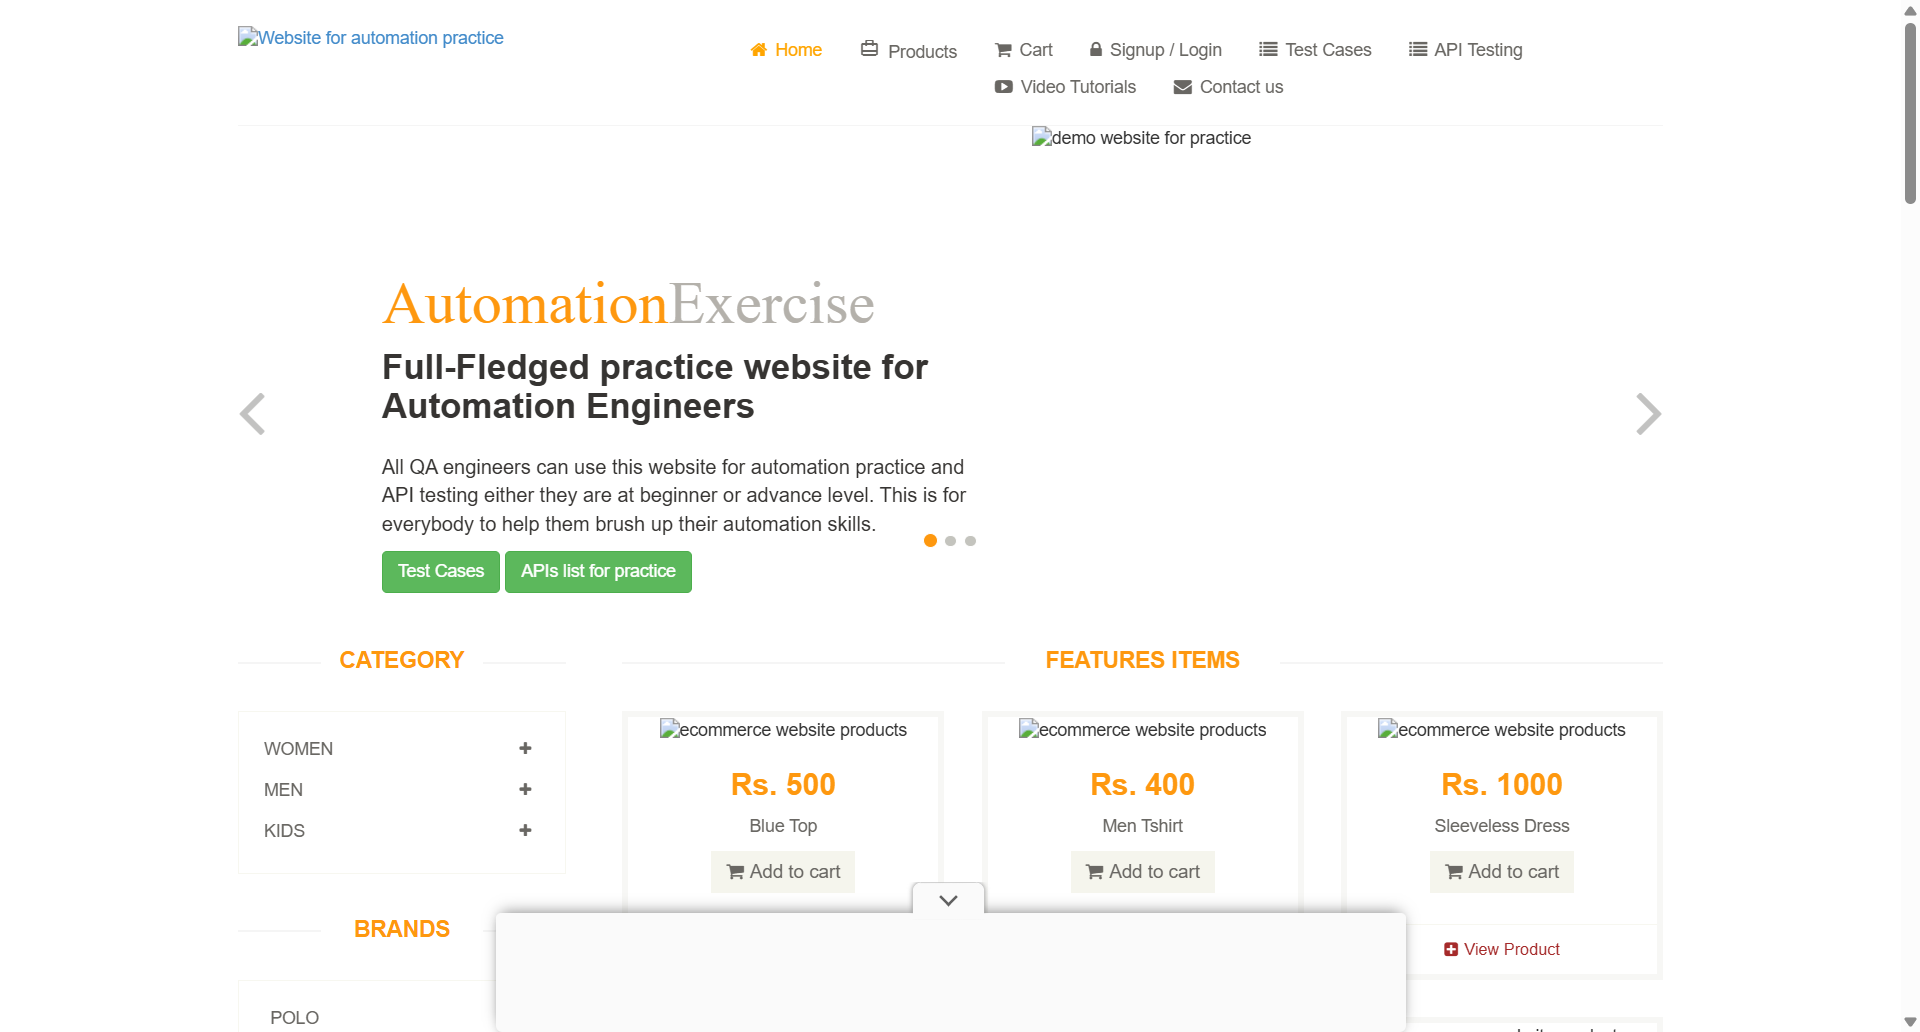 Website for automation practice
Home
Products
Cart
Signup / Login
Test Cases
API Testing
Video Tutorials
Contact us
demo website for practice
AutomationExercise
Full-Fledged practice website for
Automation Engineers
All QA engineers can use this website for automation practice and
API testing either they are at beginner or advance level. This is for
everybody to help them brush up their automation skills.
Test Cases
APIs list for practice
CATEGORY
WOMEN
MEN
KIDS
BRANDS
POLO
FEATURES ITEMS
ecommerce website products
Rs. 500
Blue Top
Add to cart
ecommerce website products
Rs. 400
Men Tshirt
Add to cart
ecommerce website products
Rs. 1000
Sleeveless Dress
Add to cart
View Product